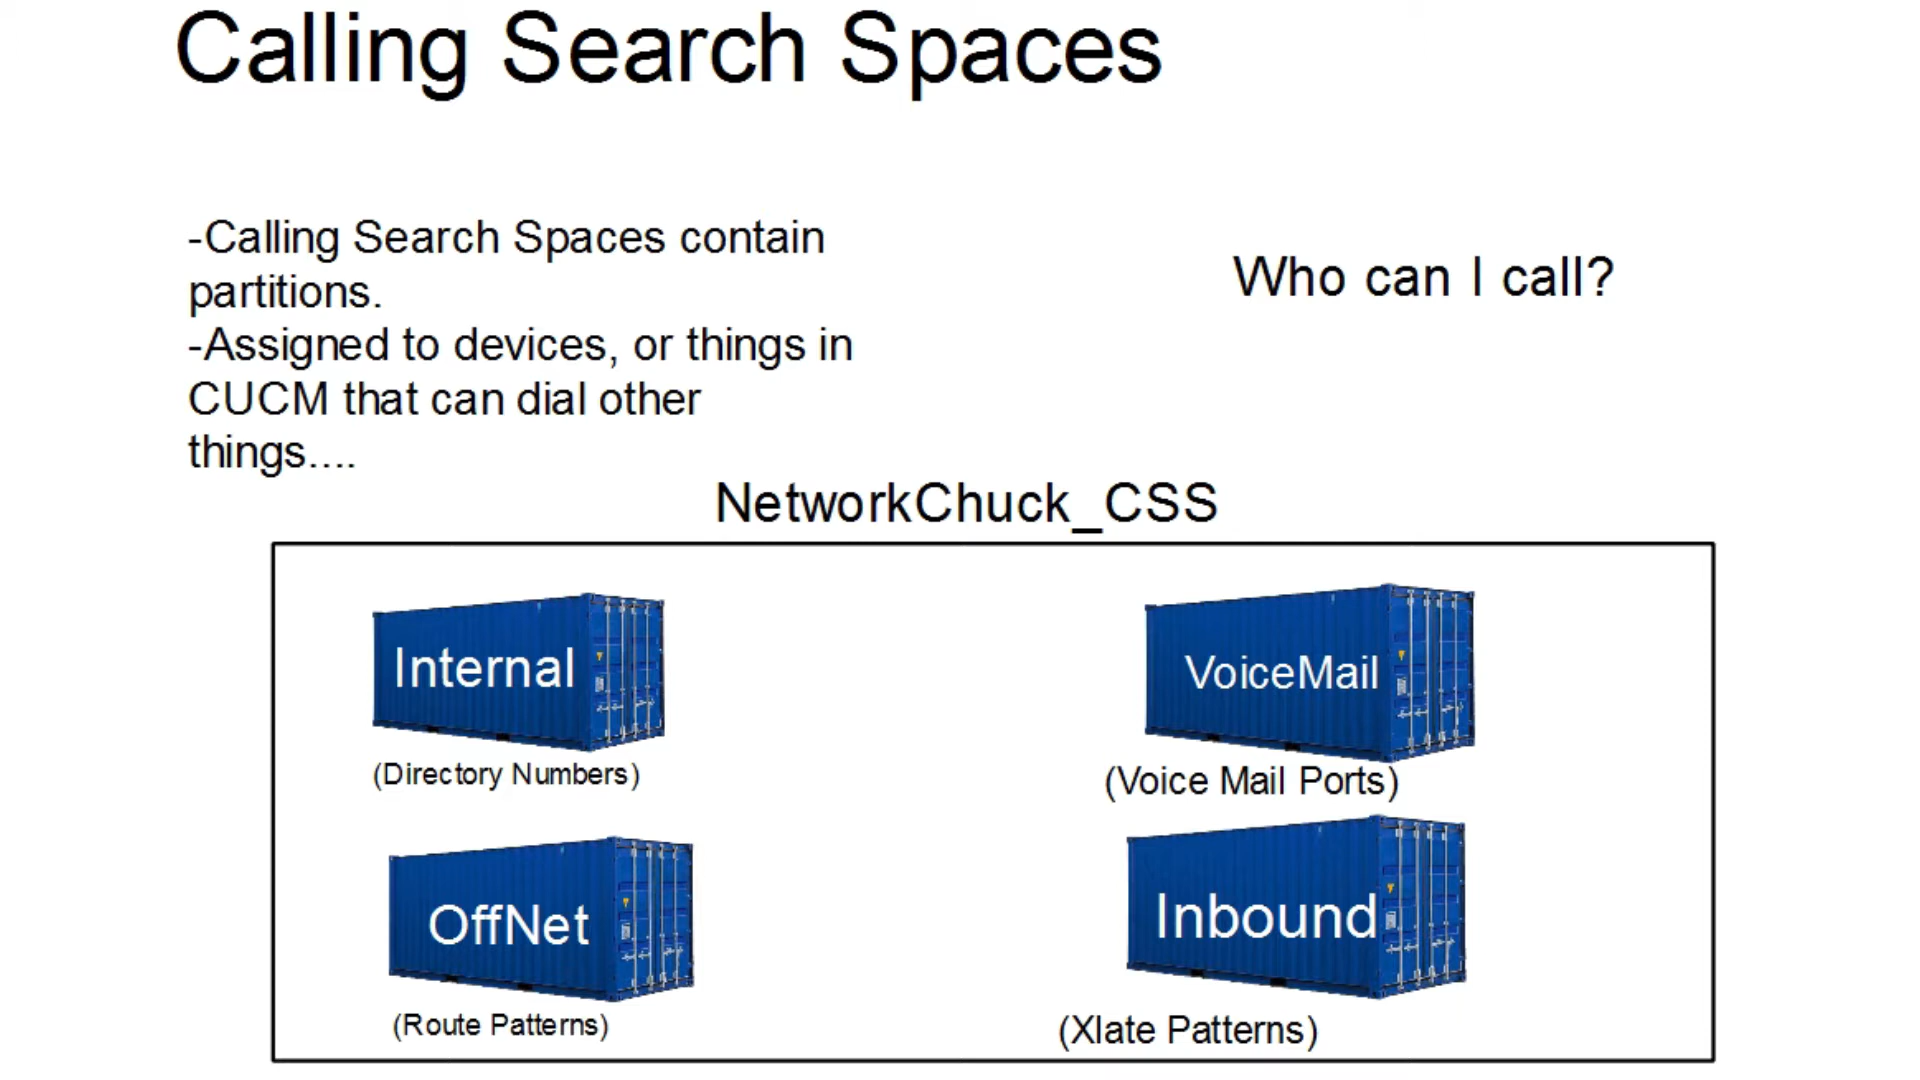 Calling Search Spaces
-Calling Search Spaces contain
partitions.
-Assigned to devices, or things in
CUCM that can dial other
things....
Who can I call?
NetworkChuck_CSS
Internal
(Directory Numbers)
VoiceMail
(Voice Mail Ports)
OffNet
(Route Patterns)
Inbound
(Xlate Patterns)